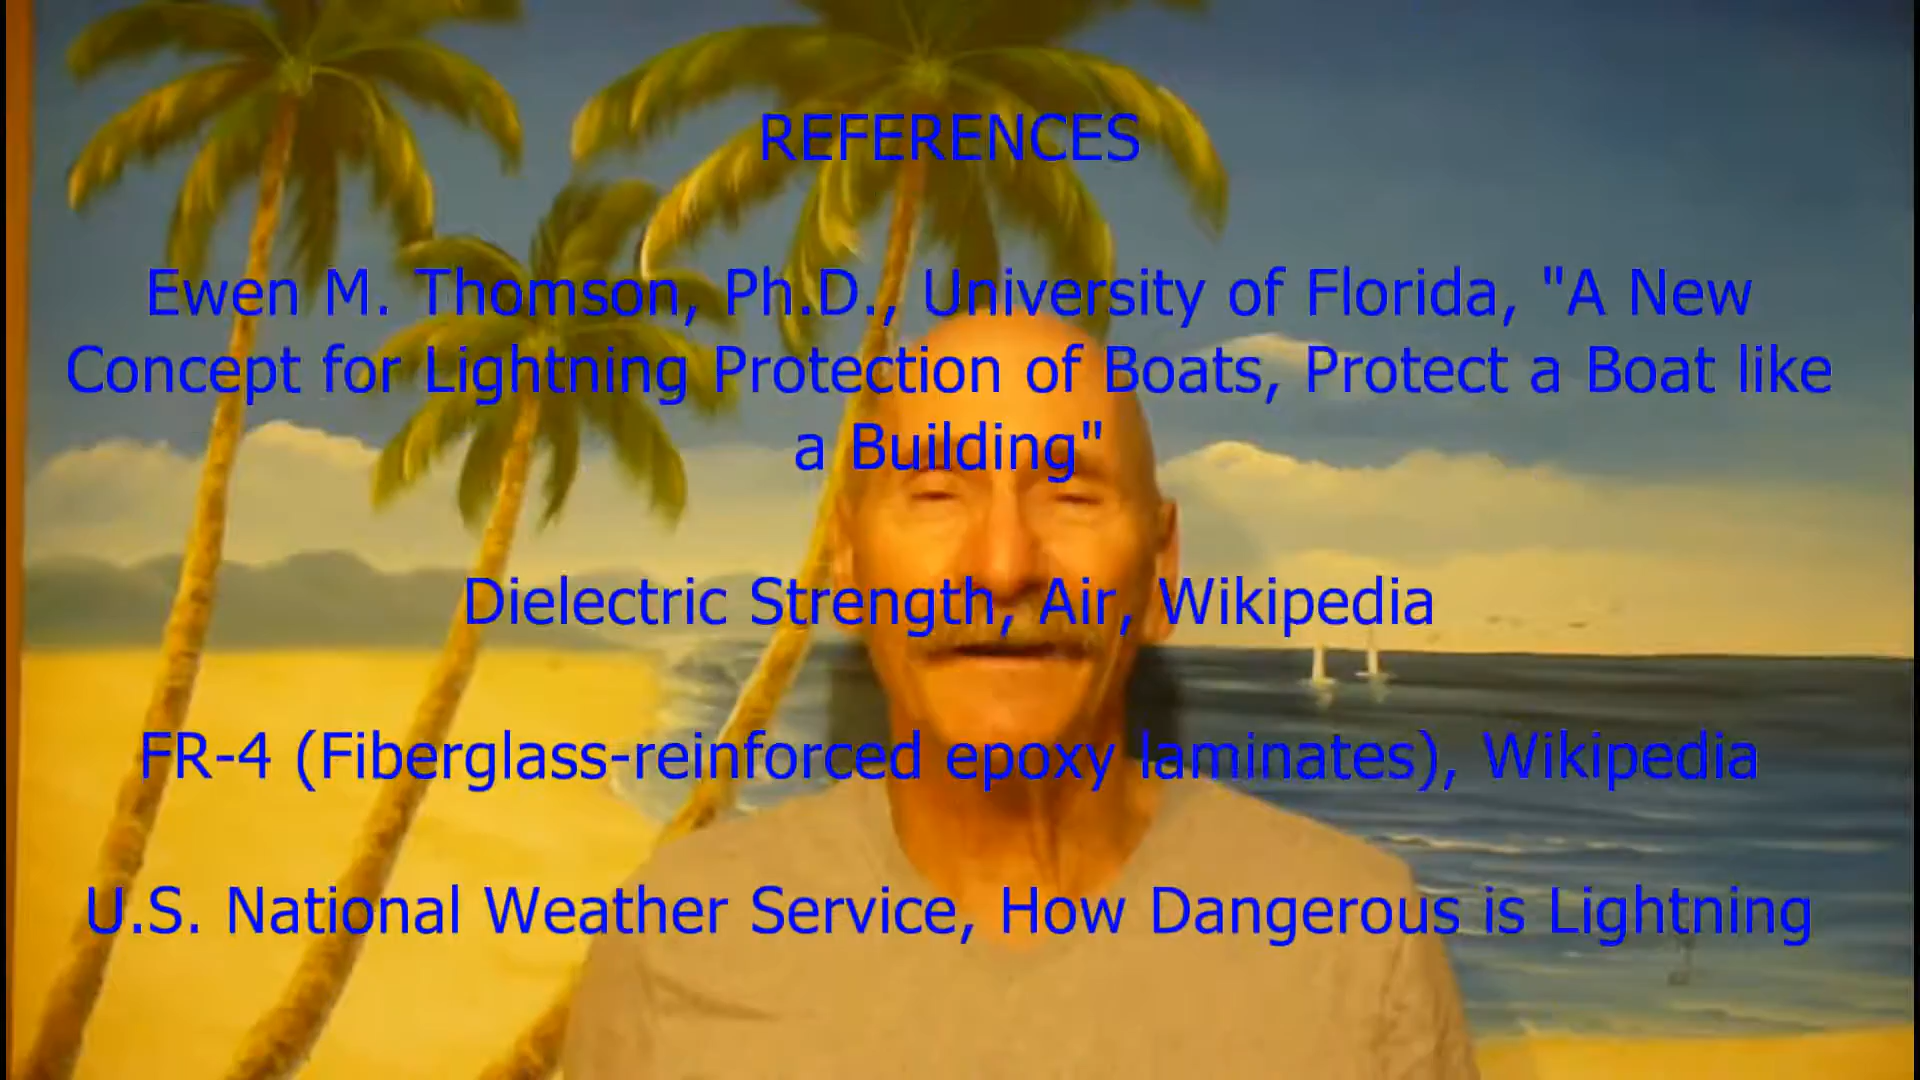 REFERENCES
Ewen M. Thomson, Ph.D., University of Florida, "A New
Concept for Lightning Protection of Boats, Protect a Boat like
a Building"
Dielectric Strength, Air, Wikipedia
FR-4 (Fiberglass-reinforced epoxy laminates), Wikipedia
U.S. National Weather Service, How Dangerous is Lightning